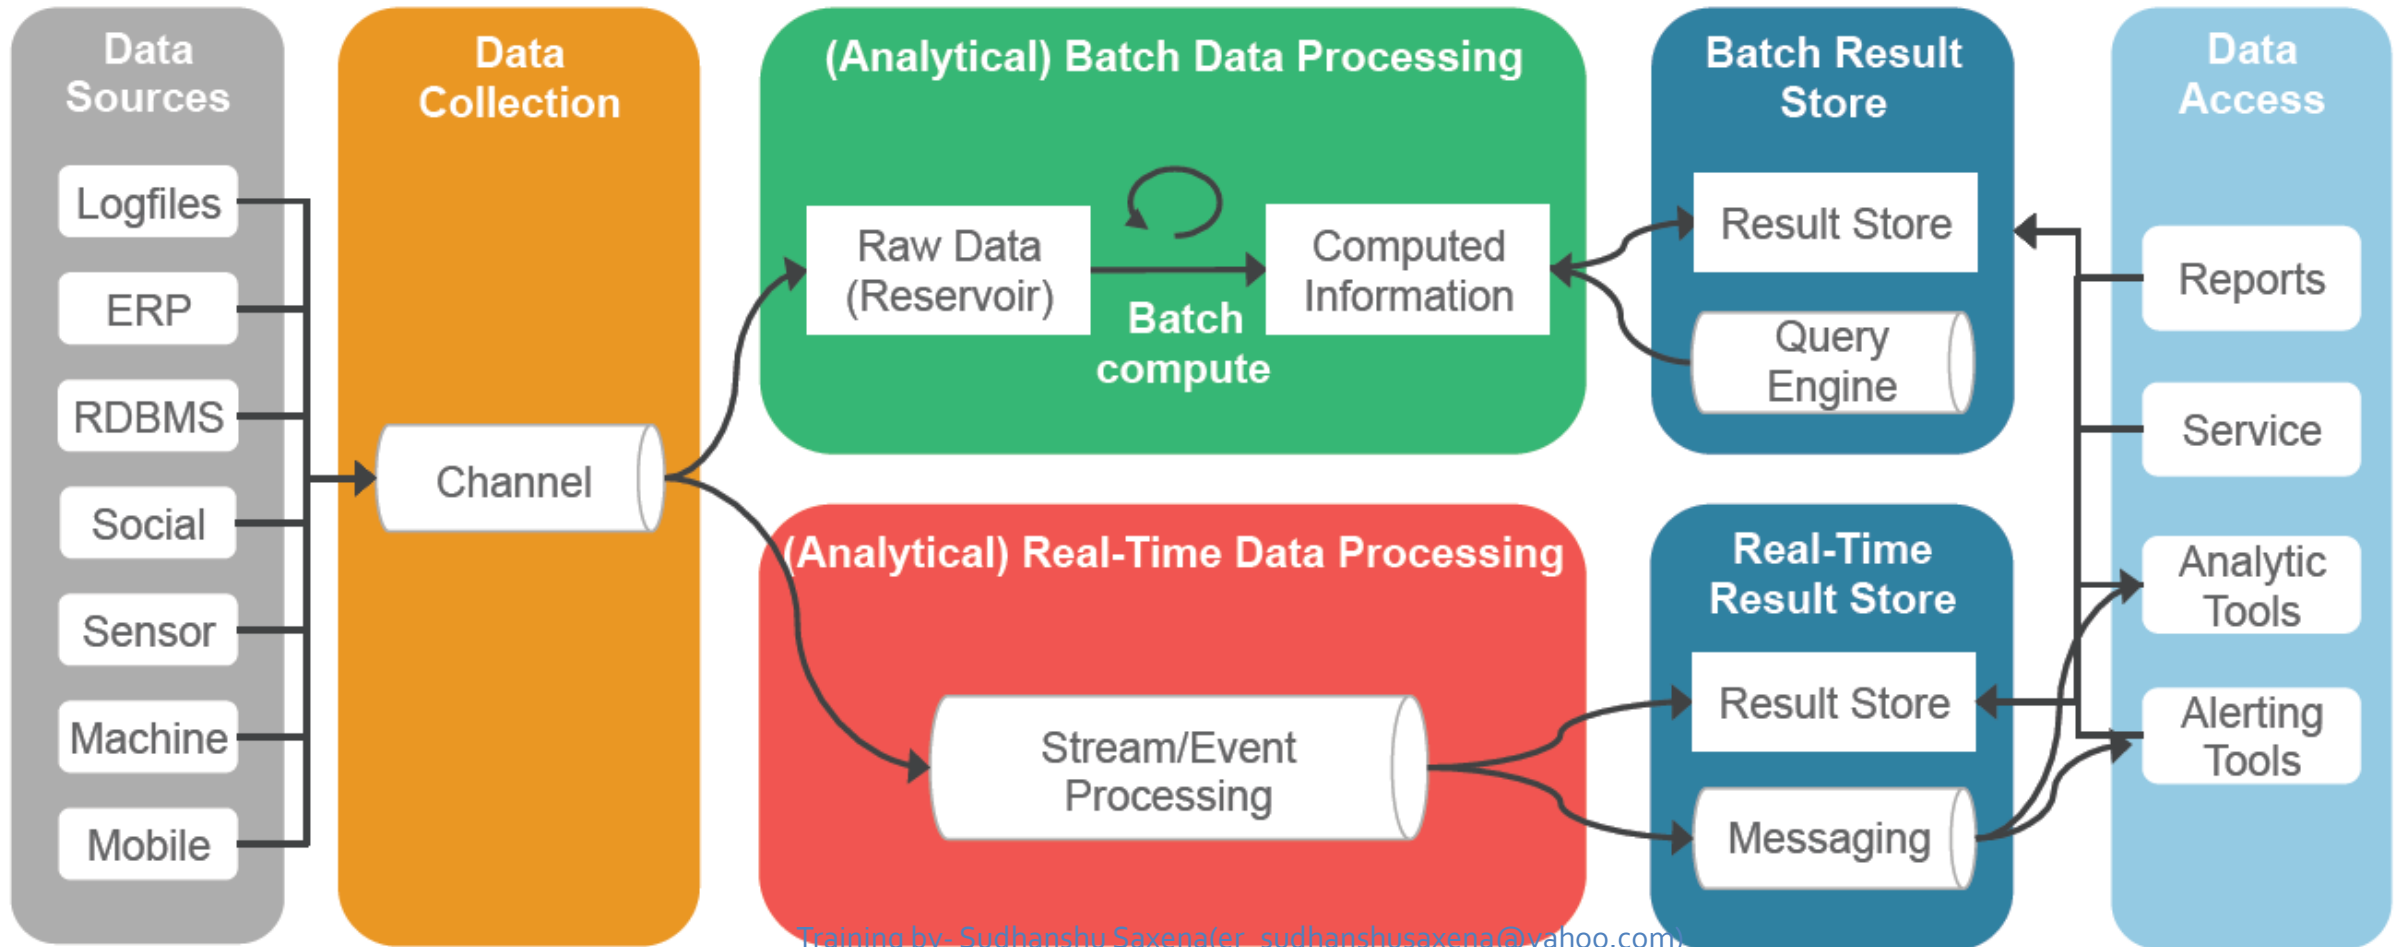 Data
Sources
Logfiles
ERP
RDBMS
Social
Sensor
Machine
Mobile
Data
Collection
Channel
(Analytical) Batch Data Processing
Raw Data
(Reservoir)
Batch
compute
Computed
Information
Batch Result
Store
Result Store
Query
Engine
(Analytical) Real-Time Data Processing
Stream/Event
Processing
Real-Time
Result Store
Result Store
Messaging
Data
Access
Reports
Service
Analytic
Tools
Alerting
Tools
Training by- Sudhanshu Saxena(er_sudhanshusaxena@yahoo.com)